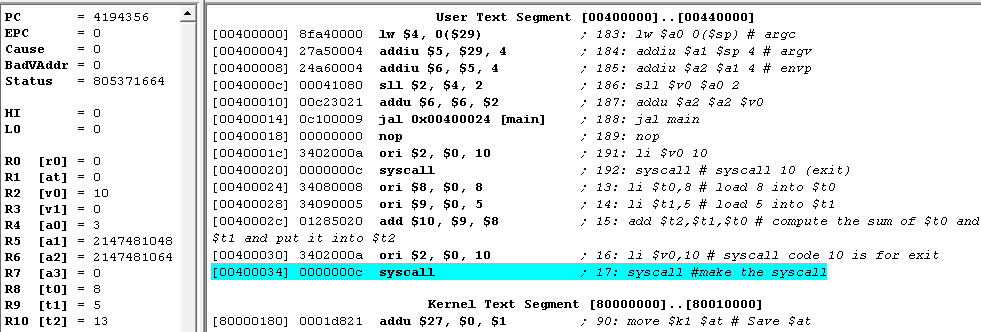 PC = 4194356
EPC = 0
Cause = 0
BadVAddr = 0
Status = 805371664
HI = 0
LO = 0
R0 [r0] = 0
R1 [at] = 0
R2 [v0] = 10
R3 [v1] = 0
R4 [a0] = 3
R5 [a1] = 2147481048
R6 [a2] = 2147481064
R7 [a3] = 0
R8 [t0] = 8
R9 [t1] = 5
R10 [t2] = 13
User Text Segment [00400000]..[00440000]
[00400000] 8fa40000 lw $4, 0($29) ; 183: lw $a0 0($sp) # argc
[00400004] 27a50004 addiu $5, $29, 4 ; 184: addiu $a1 $sp 4 # argv
[00400008] 24a60004 addiu $6, $5, 4 ; 185: addiu $a2 $a1 4 # envp
[0040000c] 00041080 sll $2, $4, 2 ; 186: sll $v0 $a0 2
[00400010] 00c23021 addu $6, $6, $2 ; 187: addu $a2 $a2 $v0
[00400014] 0c100009 jal 0x00400024 [main] ; 188: jal main
[00400018] 00000000 nop ; 189: nop
[0040001c] 3402000a ori $2, $0, 10 ; 191: li $v0 10
[00400020] 0000000c syscall ; 192: syscall # syscall 10 (exit)
[00400024] 34080008 ori $8, $0, 8 ; 13: li $t0,8 # load 8 into $t0
[00400028] 34090005 ori $9, $0, 5 ; 14: li $t1,5 # load 5 into $t1
[0040002c] 01285020 add $10, $9, $8 ; 15: add $t2,$t1,$t0 # compute the sum of $t0 and
$t1 and put it into $t2
[00400030] 3402000a ori $2, $0, 10 ; 16: li $v0,10 # syscall code 10 is for exit
[00400034] 0000000c syscall ; 17: syscall #make the syscall
Kernel Text Segment [80000000]..[80010000]
[80000180] 0001d821 addu $27, $0, $1 ; 90: move $k1 $at # Save $at